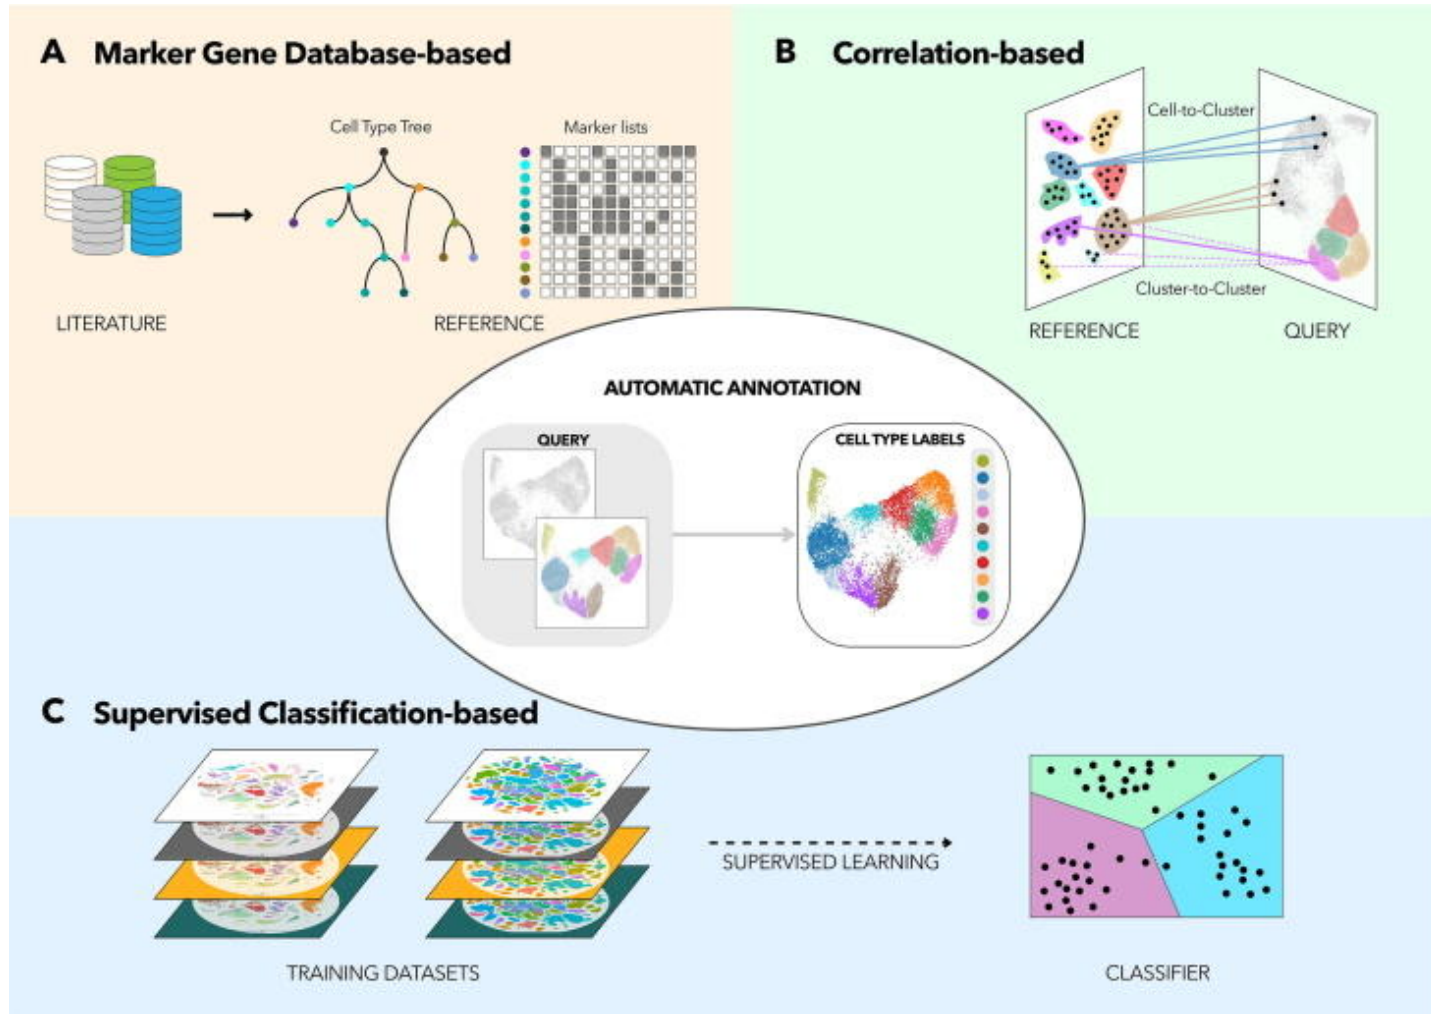 A Marker Gene Database-based
Cell Type Tree
Marker lists
LITERATURE
REFERENCE
B Correlation-based
Cell-to-Cluster
Cluster-to-Cluster
REFERENCE
QUERY
AUTOMATIC ANNOTATION
QUERY
CELL TYPE LABELS
C Supervised Classification-based
SUPERVISED LEARNING
TRAINING DATASETS
CLASSIFIER